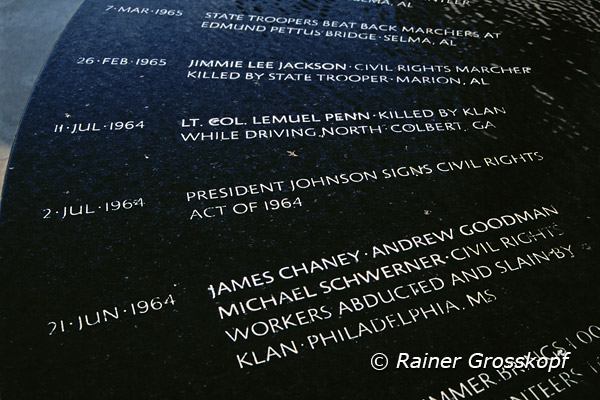 SELMA, AL
7·MAR·1965 STATE TROOPERS BEAT BACK MARCHERS AT
EDMUND PETTUS BRIDGE·SELMA, AL
26·FEB·1965 JIMMIE LEE JACKSON·CIVIL RIGHTS MARCHER
KILLED BY STATE TROOPER·MARION, AL
11·JUL·1964 LT. COL. LEMUEL PENN·KILLED BY KLAN
WHILE DRIVING NORTH·COLBERT, GA
2·JUL·1964 PRESIDENT JOHNSON SIGNS CIVIL RIGHTS
ACT OF 1964
21·JUN·1964 JAMES CHANEY·ANDREW GOODMAN
MICHAEL SCHWERNER·CIVIL RIGHTS
WORKERS ABDUCTED AND SLAIN BY
KLAN·PHILADELPHIA, MS
BRINGS
© Rainer Grosskopf